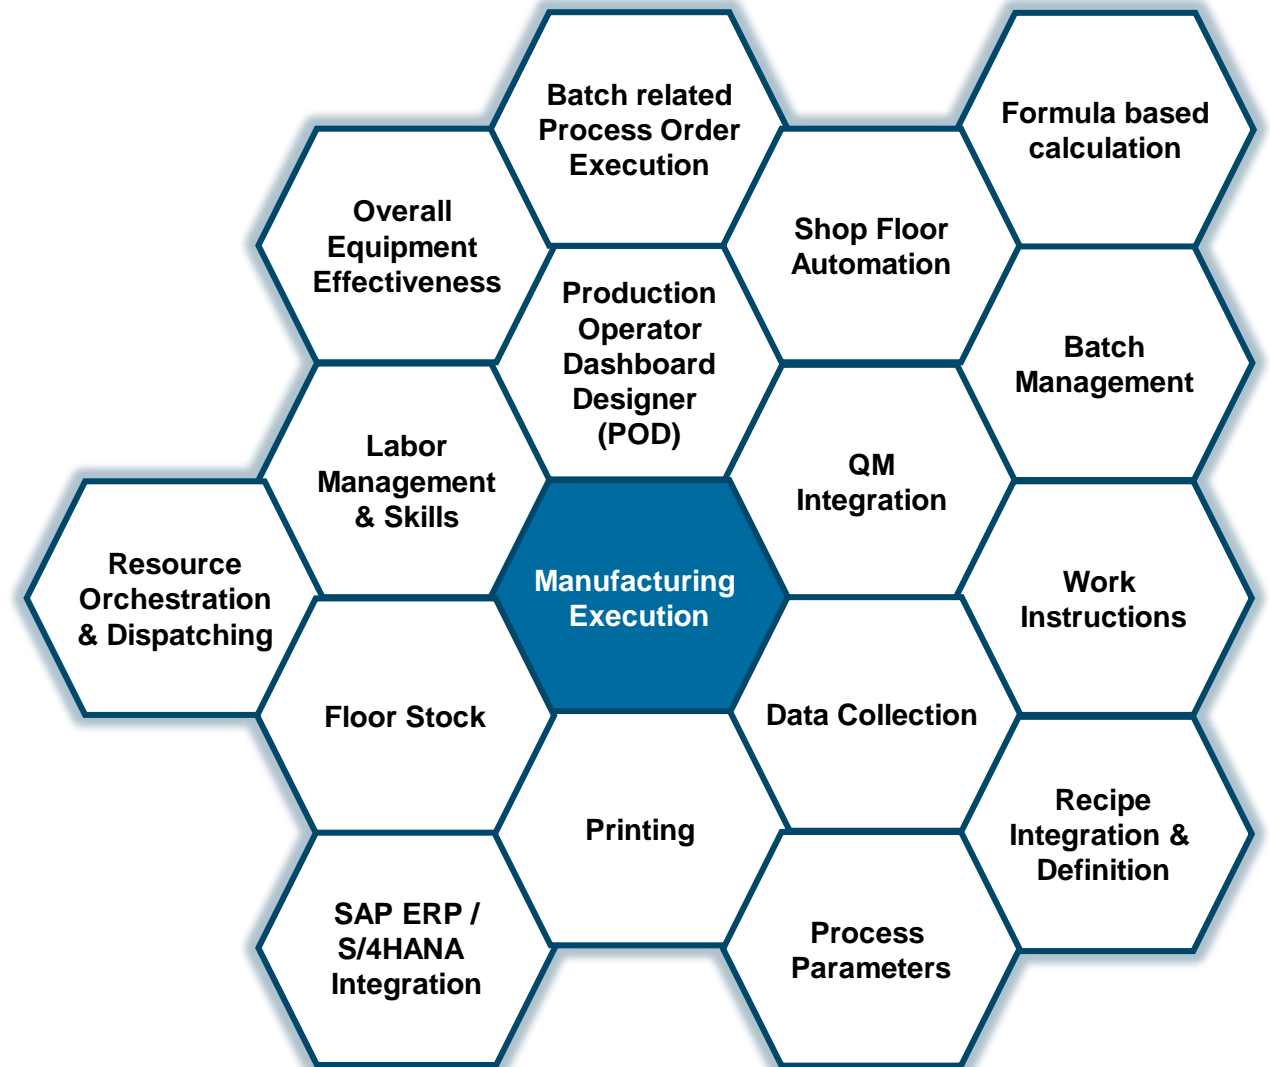 Batch related
Process Order
Execution
Formula based
calculation
Overall
Equipment
Effectiveness
Shop Floor
Automation
Production
Operator
Dashboard
Designer
(POD)
Batch
Management
Labor
Management
& Skills
QM
Integration
Resource
Orchestration
& Dispatching
Manufacturing
Execution
Work
Instructions
Floor Stock
Data Collection
Printing
Recipe
Integration &
Definition
SAP ERP /
S/4HANA
Integration
Process
Parameters